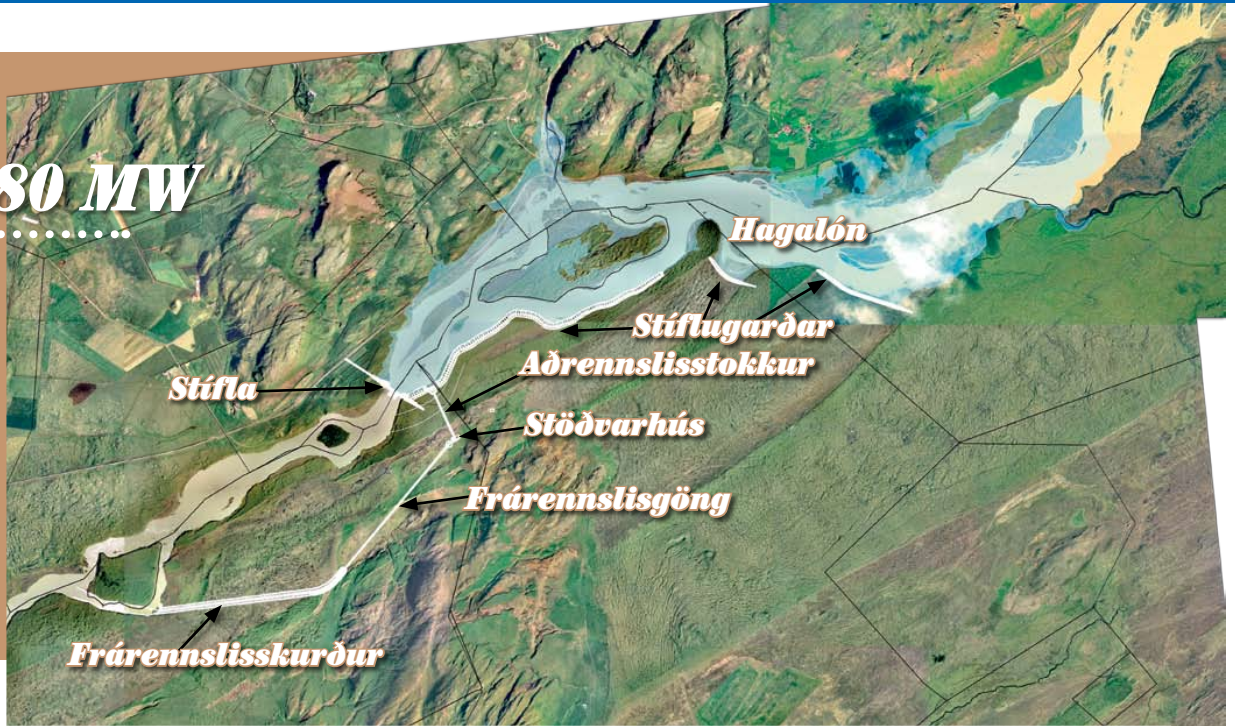 80 MW
Hagalón
Stíflugarðar
Aðrennslisstokkur
Stífla
Stöðvarhús
Frárennslisgöng
Frárennslisskurður